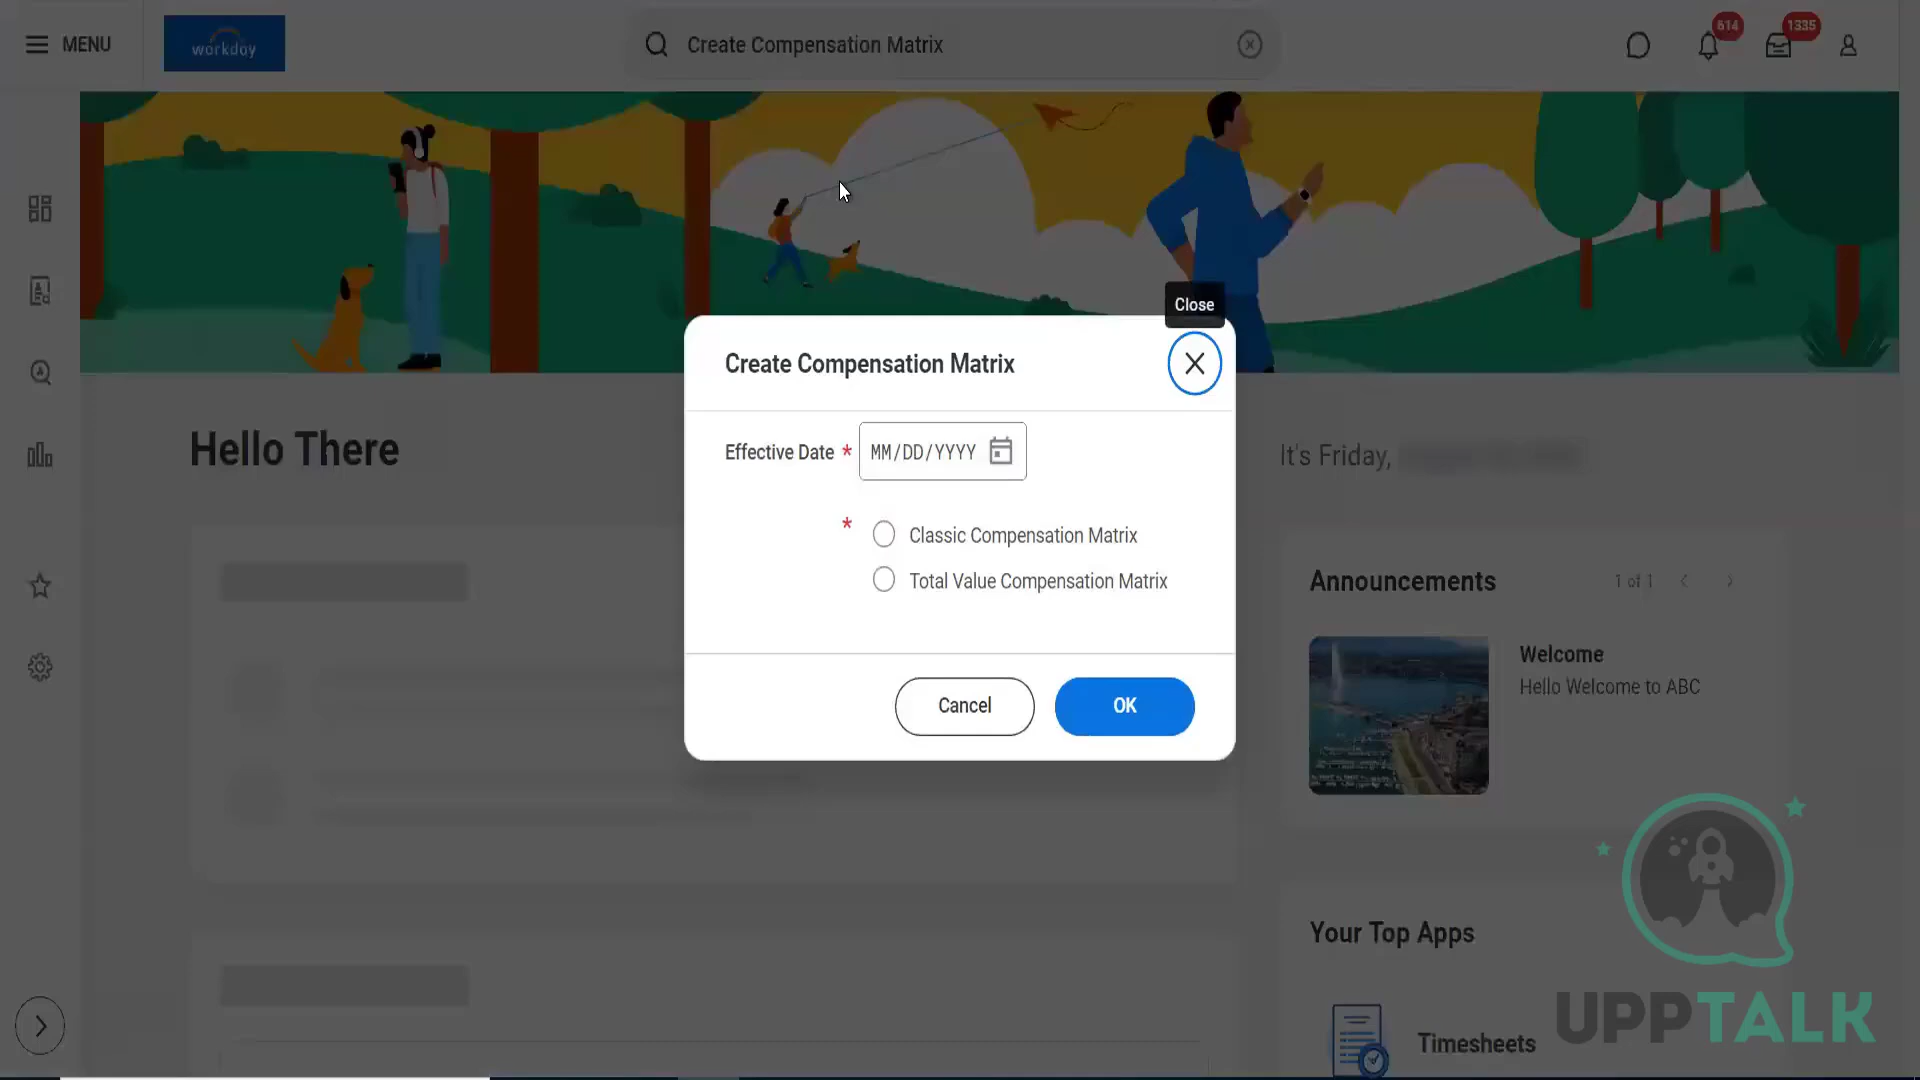 MENU
workday
Create Compensation Matrix
614
1335
Close
Create Compensation Matrix
Effective Date *
MM/DD/YYYY
*
Classic Compensation Matrix
Total Value Compensation Matrix
Cancel
OK
Hello There
It's Friday,
Announcements
1 of 1
Welcome
Hello Welcome to ABC
Your Top Apps
Timesheets
UPPTALK